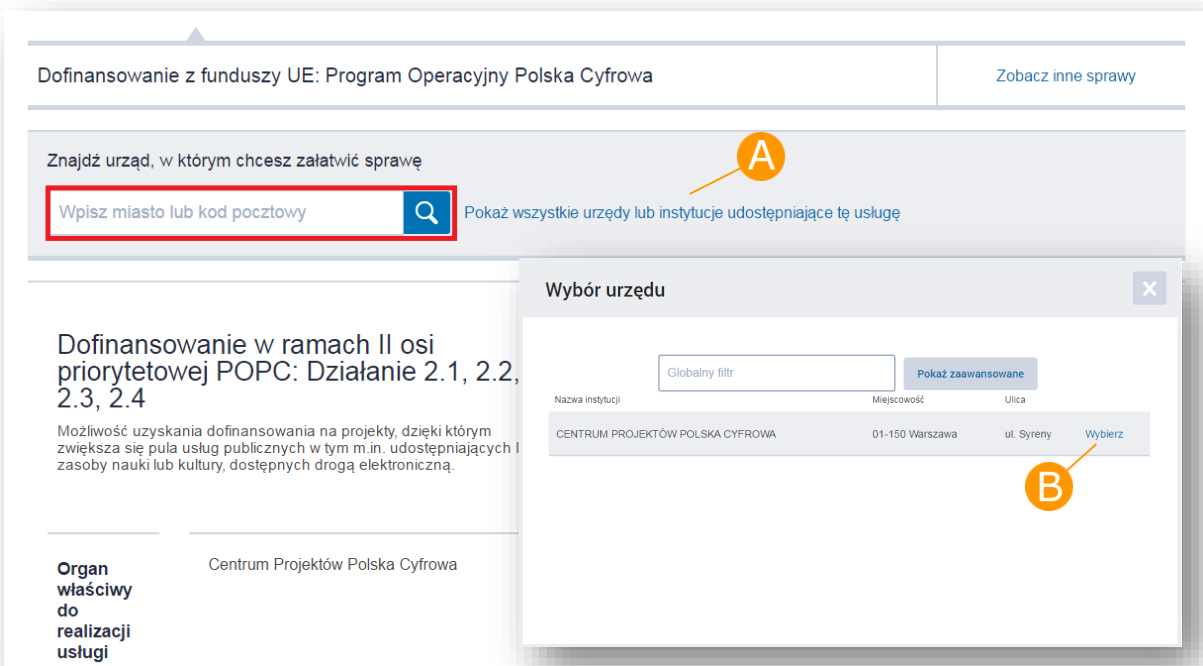 Dofinansowanie z funduszy UE: Program Operacyjny Polska Cyfrowa
Zobacz inne sprawy
Znajdź urząd, w którym chcesz załatwić sprawę
A
Wpisz miasto lub kod pocztowy
Pokaż wszystkie urzędy lub instytucje udostępniające tę usługę
Dofinansowanie w ramach II osi
priorytetowej POPC: Działanie 2.1, 2.2,
2.3, 2.4
Możliwość uzyskania dofinansowania na projekty, dzięki którym
zwiększa się pula usług publicznych w tym m.in. udostępniających
zasoby nauki lub kultury, dostępnych drogą elektroniczną.
Organ
właściwy
do
realizacji
usługi
Centrum Projektów Polska Cyfrowa
Wybór urzędu
X
Globalny filtr
Pokaż zaawansowane
Nazwa instytucji
Miejscowość
Ulica
CENTRUM PROJEKTÓW POLSKA CYFROWA
01-150 Warszawa
ul. Syreny
Wybierz
B